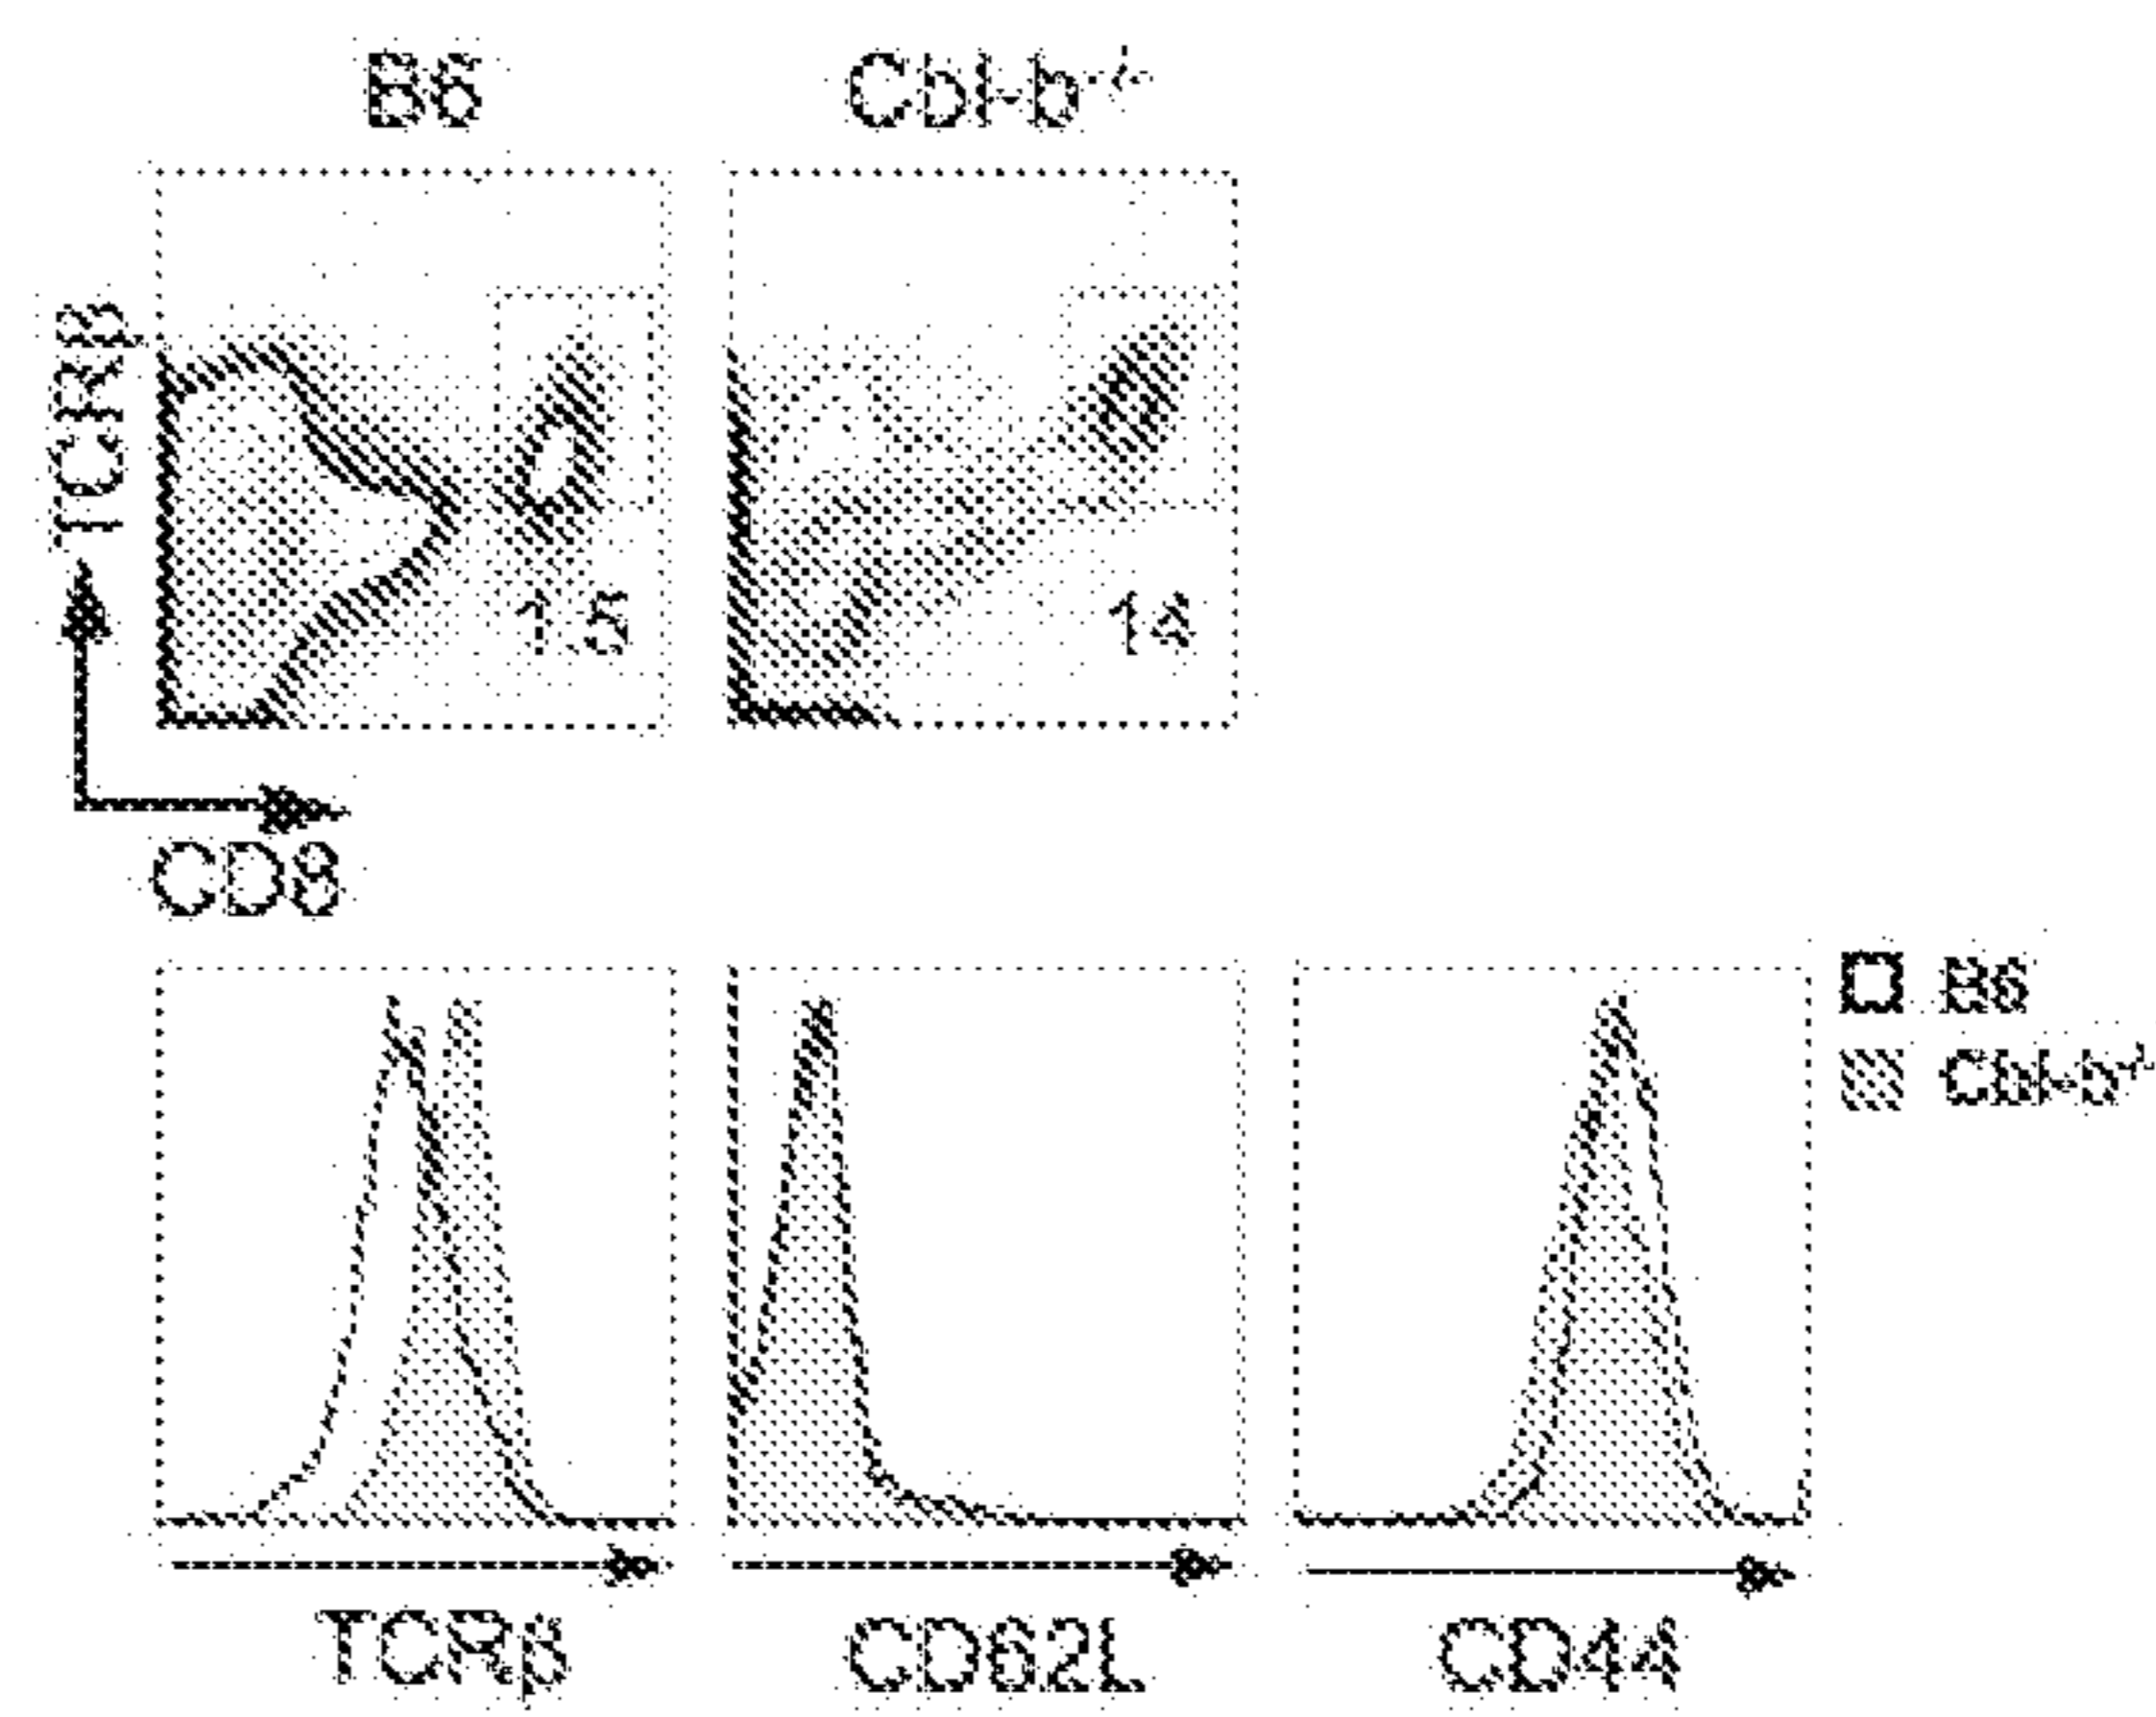 B6
Cbl-b-/-
TCRβ
1.5
14
CD8
B6
Cbl-b-/-
TCRβ
CD62L
CD44